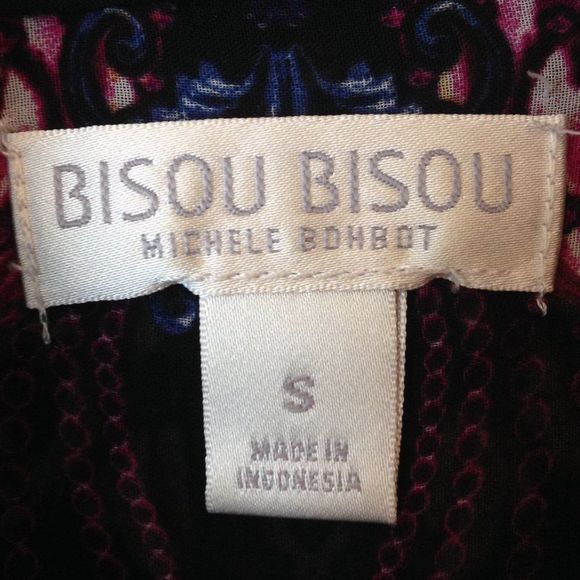 BISOU BISOU
MICHELE BOHBOT
S
MADE IN
INDONESIA